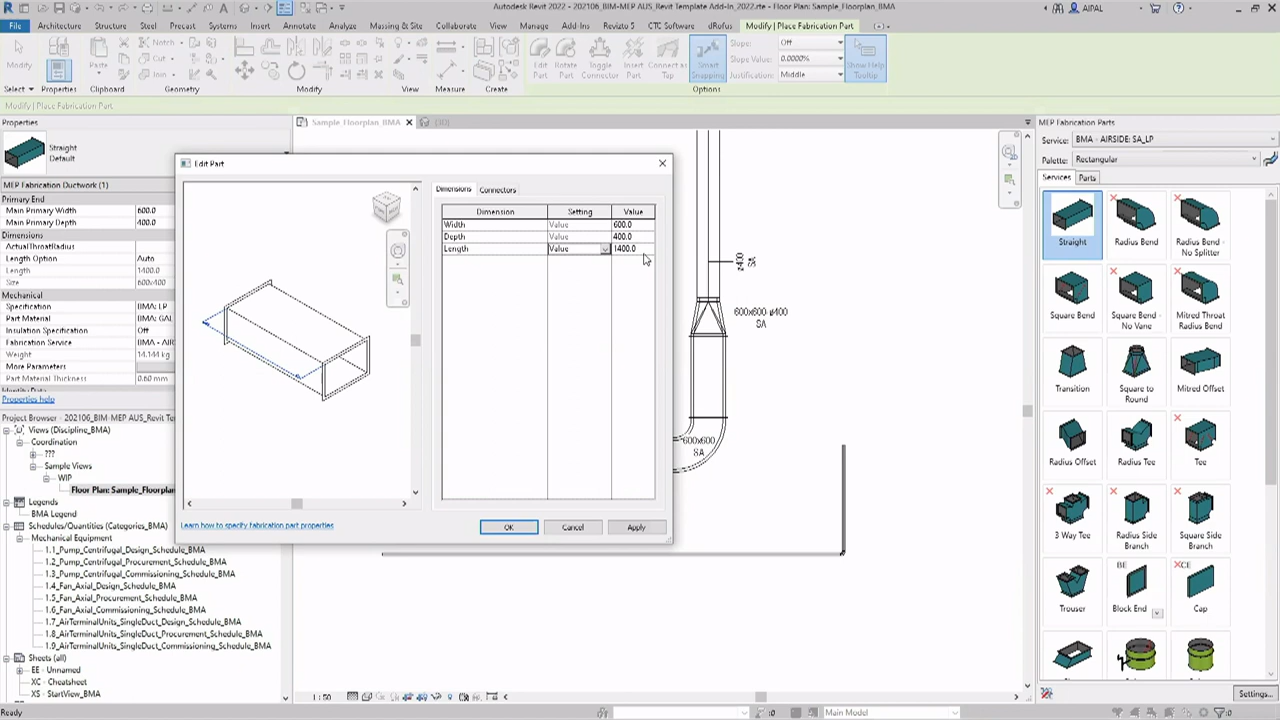 Autodesk Revit 2022 - 202106_BIM-MEP AUS_Revit Template Add-In_2022.rte - Floor Plan: Sample_Floorplan_BMA
AIPAL
File Architecture Structure Steel Precast Systems Insert Annotate Analyze Massing & Site Collaborate View Manage Add-Ins Revizto 5 CTC Software Rufus Modify | Place Fabrication Part
Modify
Paste
Notch
Join
Edit Part
Rotate Part
Toggle Connector
Insert Part
Connect as Tap
Smart Snapping
Slope: Off
Slope Value: 0.0000%
Justification: Middle
Show Help Tooltip
Select Properties Clipboard Geometry Modify View Measure Create Options
Modify | Place Fabrication Part
Properties
Straight
Default
MEP Fabrication Ductwork (1)
Primary End
Main Primary Width 600.0
Main Primary Depth 400.0
Dimensions
ActualThroatRadius
Length Option Auto
Length 1400.0
Size 600x400
Mechanical
Specification BMA: LP
Part Material BMA: GAL
Insulation Specification Off
Fabrication Service BMA - AIR
Weight 14.144 kg
More Parameters
Part Material Thickness 0.60 mm
Identity Data
Properties help
Project Browser - 202106_BIM-MEP AUS_Revit Te
Views (Discipline_BMA)
Coordination
???
Sample Views
WIP
Floor Plan: Sample_Floorplan
Legends
BMA Legend
Schedules/Quantities (Categories_BMA)
Mechanical Equipment
1.1_Pump_Centrifugal_Design_Schedule_BMA
1.2_Pump_Centrifugal_Procurement_Schedule_BMA
1.3_Pump_Centrifugal_Commissioning_Schedule_BMA
1.4_Fan_Axial_Design_Schedule_BMA
1.5_Fan_Axial_Procurement_Schedule_BMA
1.6_Fan_Axial_Commissioning_Schedule_BMA
1.7_AirTerminalUnits_SingleDuct_Design_Schedule_BMA
1.8_AirTerminalUnits_SingleDuct_Procurement_Schedule_BMA
1.9_AirTerminalUnits_SingleDuct_Commissioning_Schedule_BMA
Sheets (all)
EE - Unnamed
XC - Cheatsheet
XS - StartView_BMA
Edit Part
Dimensions Connectors
Dimension Setting Value
Width Value 600.0
Depth Value 400.0
Length Value 1400.0
Learn how to specify fabrication part properties
OK Cancel Apply
Sample Floorplan BMA
{3D}
ø400
SA
600x600-ø400
SA
600x600
SA
1 : 50
MEP Fabrication Parts
Service: BMA - AIRSIDE: SA_LP
Palette: Rectangular
Services Parts
Straight
Radius Bend
Radius Bend - No Splitter
Square Bend
Square Bend - No Vane
Mitred Throat Radius Bend
Transition
Square to Round
Mitred Offset
Radius Offset
Radius Tee
Tee
3 Way Tee
Radius Side Branch
Square Side Branch
Trouser
BE
Block End
CE
Cap
Settings...
Ready
:0
Main Model
:0